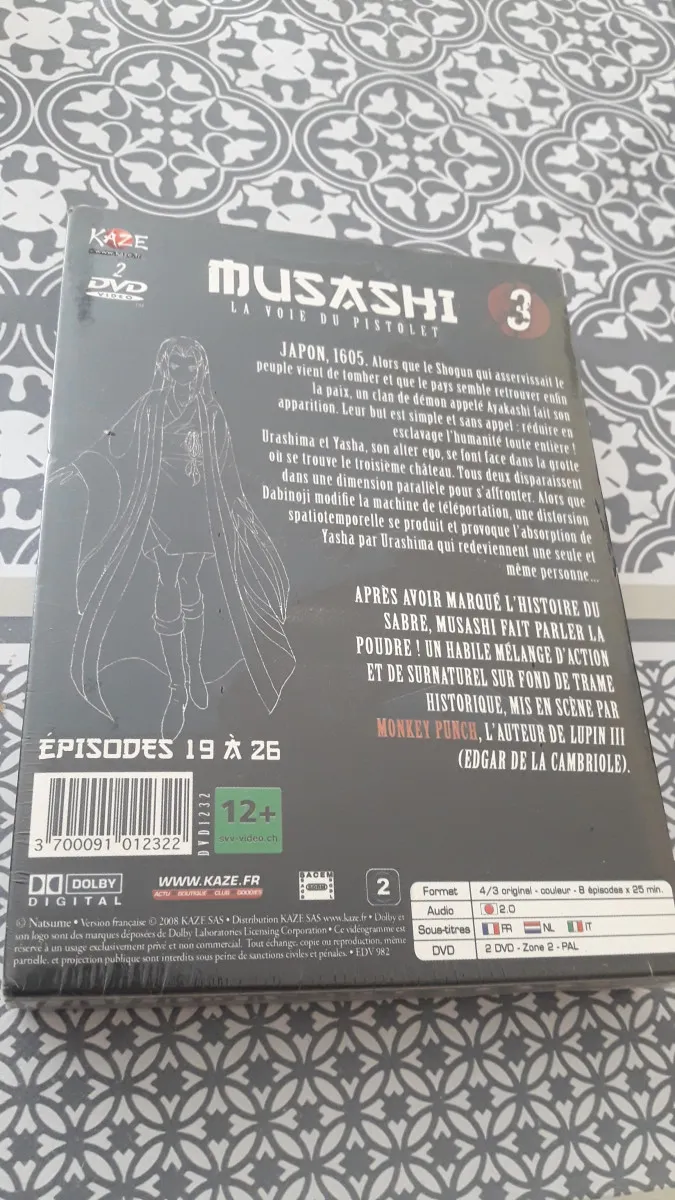 KAZE
www.kaze.fr
2
DVD
VIDEO
MUSASHI
LA VOIE DU PISTOLET
3
JAPON, 1605. Alors que le Shogun qui asservissait le
peuple vient de tomber et que le pays semble retrouver enfin
la paix, un clan de démon appelé Ayakashi fait son
apparition. Leur but est simple et sans appel : réduire en
esclavage l'humanité toute entière !
Urashima et Yasha, son alter ego, se font face dans la grotte
où se trouve le troisième château. Tous deux disparaissent
dans une dimension parallèle pour s'affronter. Alors que
Dabinoji modifie la machine de téléportation, une distorsion
spatiotemporelle se produit et provoque l'absorption de
Yasha par Urashima qui redeviennent une seule et
même personne...
APRÈS AVOIR MARQUÉ L'HISTOIRE DU
SABRE, MUSASHI FAIT PARLER LA
POUDRE ! UN HABILE MÉLANGE D'ACTION
ET DE SURNATUREL SUR FOND DE TRAME
HISTORIQUE, MIS EN SCÈNE PAR
MONKEY PUNCH, L'AUTEUR DE LUPIN III
(EDGAR DE LA CAMBRIOLE).
ÉPISODES 19 À 26
3 700091 012322
DVD1232
12+
svv-video.ch
DOLBY
DIGITAL
WWW.KAZE.FR
ACTU BOUTIQUE CLUB GOODIES
2
Format 4/3 original - couleur - 8 épisodes x 25 min.
Audio 2.0
Sous-titres FR NL IT
DVD 2 DVD - Zone 2 - PAL
© Natsume • Version française © 2008 KAZE SAS • Distribution KAZE SAS www.kaze.fr • Dolby et
son logo sont des marques déposées de Dolby Laboratories Licensing Corporation • Ce vidéogramme est
réservé à un usage exclusivement privé et non commercial. Tout échange, copie ou reproduction, même
partielle, et projection publique sont interdits sous peine de sanctions civiles et pénales. • EDV 982